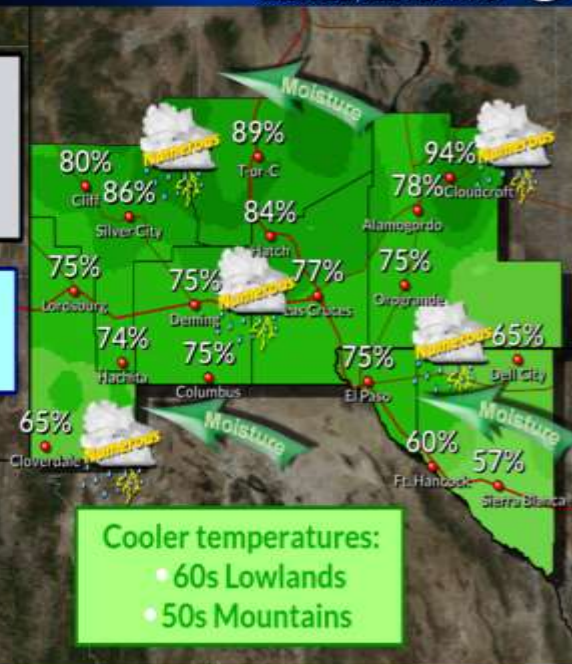 Moisture
Numerous
89%
T-or-C
94%
Numerous
Cloudcroft
80%
Cliff
86%
Silver City
78%
Alamogordo
84%
Hatch
75%
Lordsburg
75%
Deming
Numerous
77%
Las Cruces
75%
Orogrande
74%
Hachita
75%
Columbus
75%
El Paso
Numerous
65%
Dell City
65%
Cloverdale
Numerous
Moisture
Moisture
60%
Ft. Hancock
57%
Sierra Blanca
Cooler temperatures:
• 60s Lowlands
• 50s Mountains